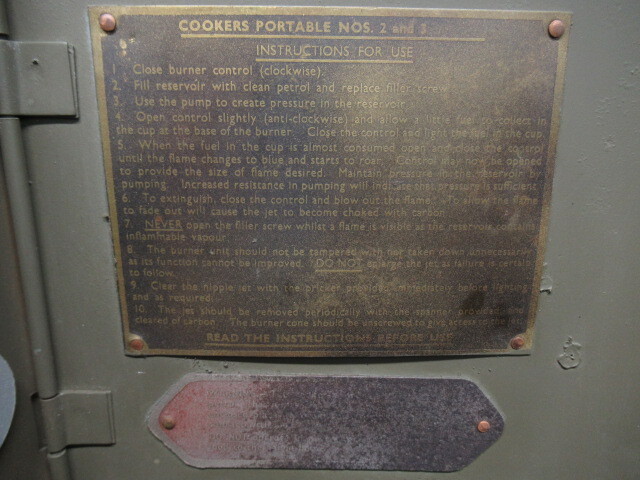 COOKERS PORTABLE NOS. 2 and 3
INSTRUCTIONS FOR USE
1. Close burner control (clockwise).
2. Fill reservoir with clean petrol and replace filler screw
3. Use the pump to create pressure in the reservoir
4. Open control slightly (anti-clockwise) and allow a little fuel to collect in
the cup at the base of the burner. Close the control and light the fuel in the cup.
5. When the fuel in the cup is almost consumed open and close the control
until the flame changes to blue and starts to roar. Control may now be opened
to provide the size of flame desired. Maintain pressure in the reservoir by
pumping. Increased resistance in pumping will indicate that pressure is sufficient
6. To extinguish, close the control and blow out the flame. To allow the flame
to fade out will cause the jet to become choked with carbon
7. NEVER open the filler screw whilst a flame is visible as the reservoir contains
inflammable vapour
8. The burner unit should not be tampered with nor taken down unnecessarily
as its function cannot be improved. DO NOT enlarge the jet as failure is certain
to follow.
9. Clear the nipple jet with the pricker provided immediately before lighting
and as required.
10. The jet should be removed periodically with the spanner provided and
cleared of carbon. The burner cone should be unscrewed to give access to the jet
READ THE INSTRUCTIONS BEFORE USE